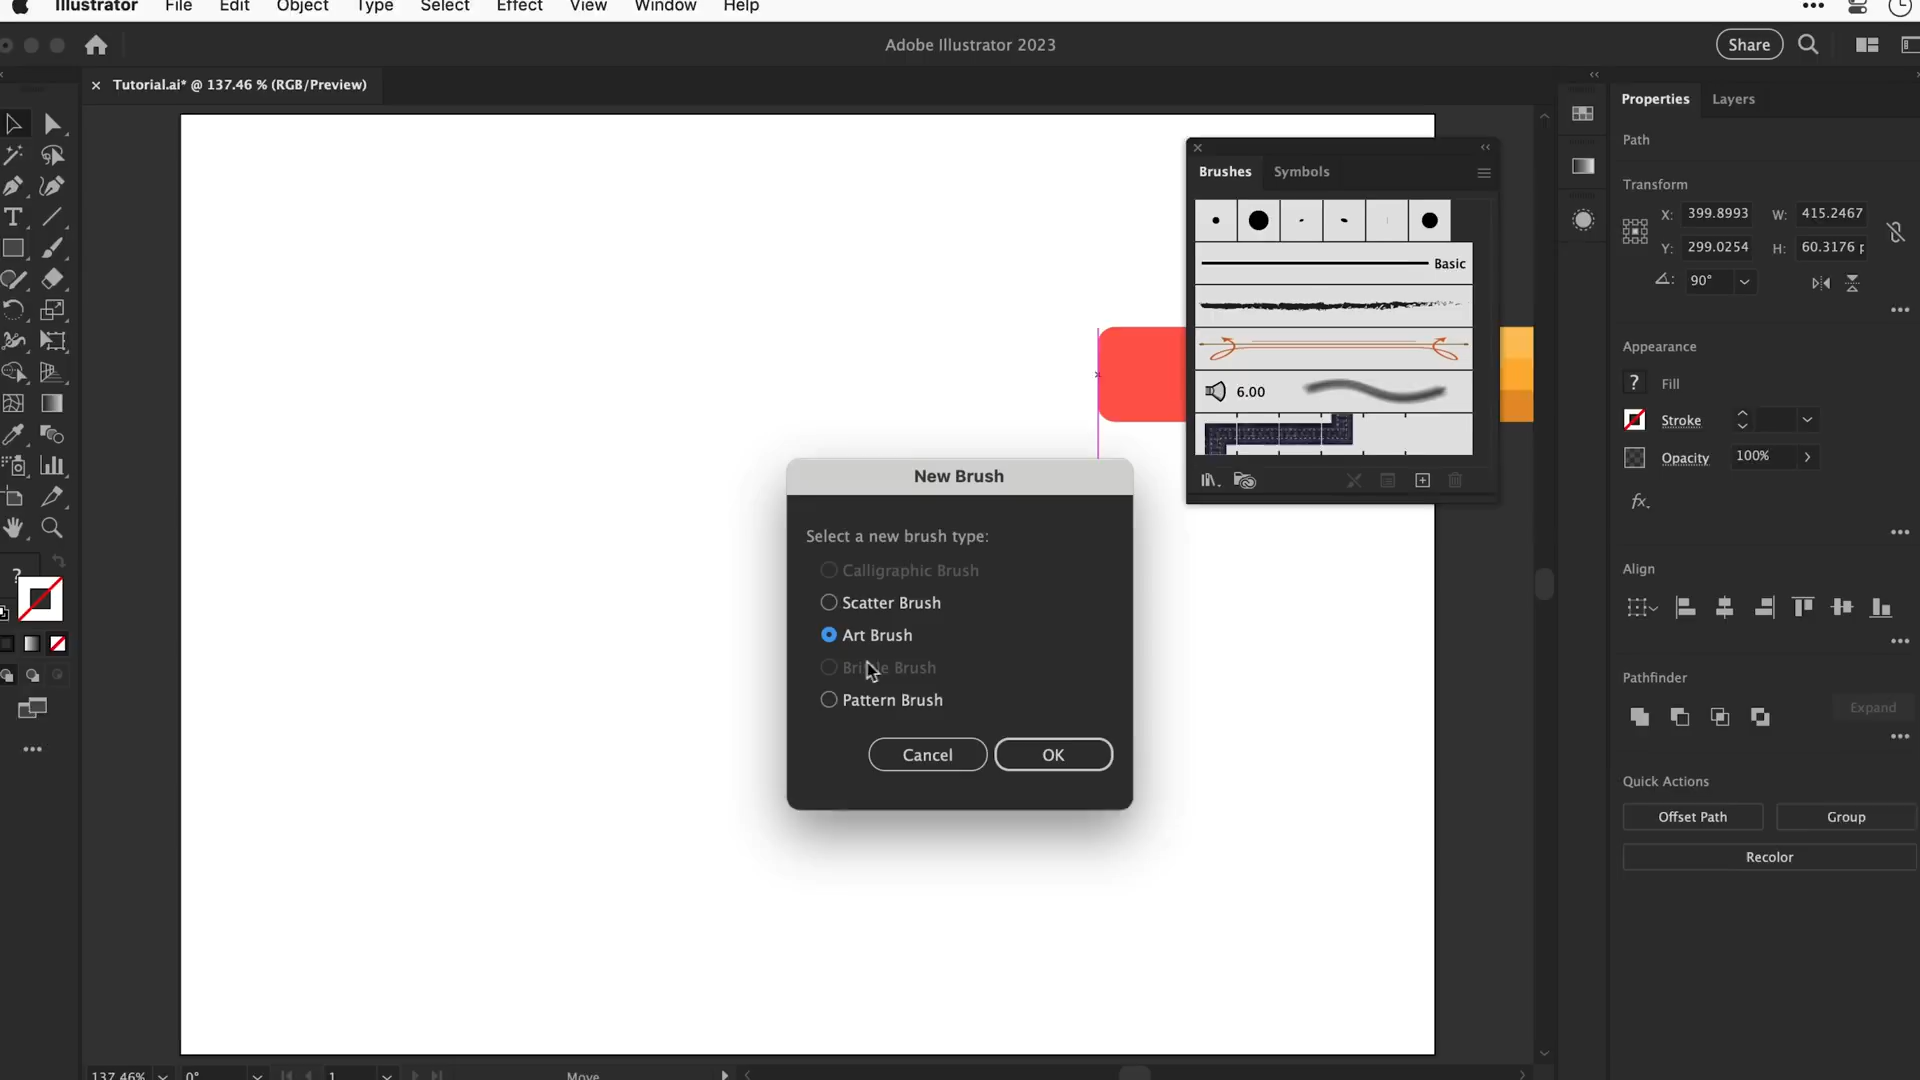 Illustrator File Edit Object Type Select Effect View Window Help
Adobe Illustrator 2023
Share
× Tutorial.ai* @ 137.46 % (RGB/Preview)
Properties Layers
Path
Transform
X: 399.8993 W: 415.2467
Y: 299.0254 H: 60.3176 p
90°
Appearance
? Fill
Stroke
Opacity 100%
fx.
Align
Pathfinder
Expand
Quick Actions
Offset Path Group
Recolor
Brushes Symbols
Basic
6.00
New Brush
Select a new brush type:
Calligraphic Brush
Scatter Brush
Art Brush
Bristle Brush
Pattern Brush
Cancel OK
?
137.46% 0° 1 Move